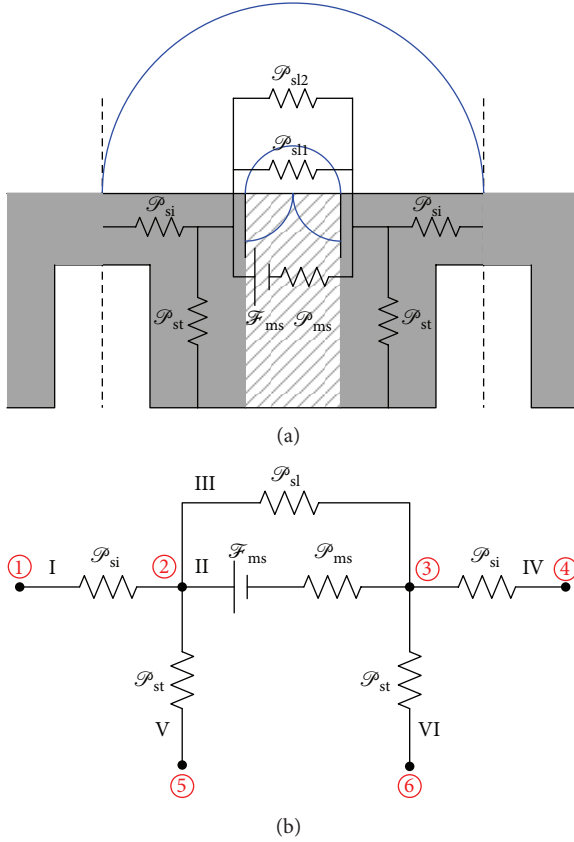 𝒫sl2
𝒫sl1
𝒫si 𝒫si
ℱms 𝒫ms
𝒫st 𝒫st
(a)
III 𝒫sl
① I 𝒫si ② II ℱms 𝒫ms ③ 𝒫si IV ④
𝒫st 𝒫st
V VI
⑤ ⑥
(b)